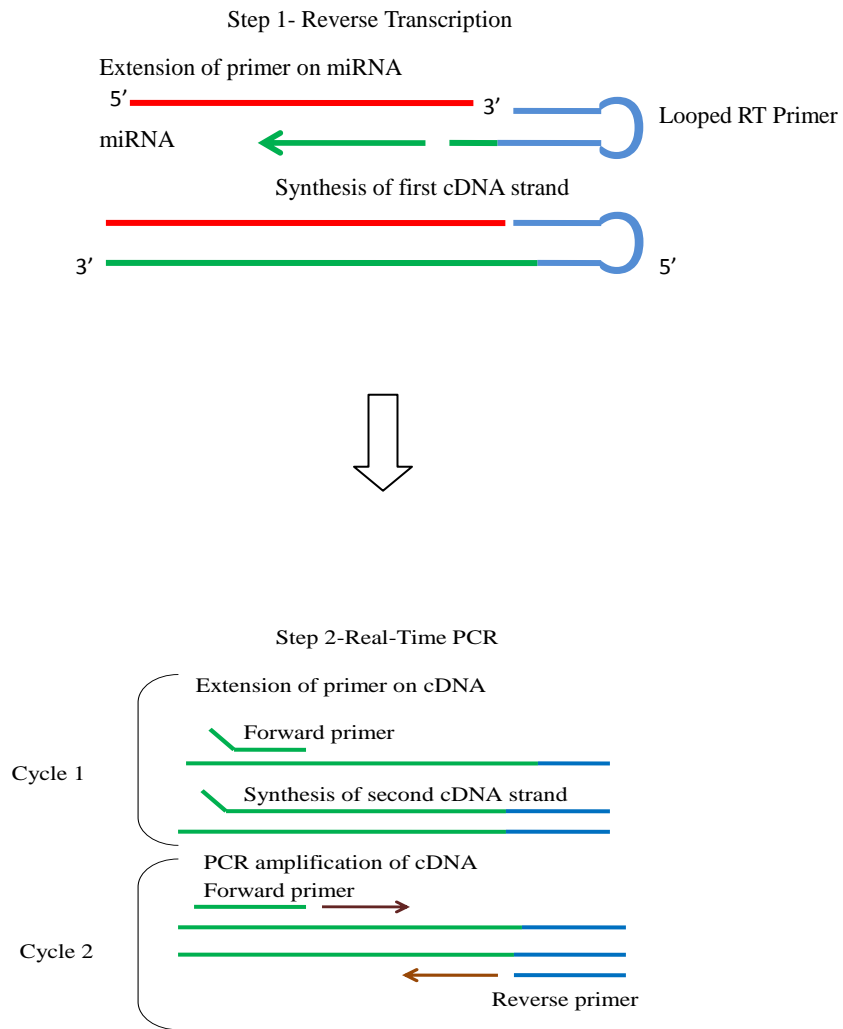 Step 1- Reverse Transcription
Extension of primer on miRNA
5’
3’
Looped RT Primer
miRNA
Synthesis of first cDNA strand
3’
5’
Step 2-Real-Time PCR
Extension of primer on cDNA
Forward primer
Cycle 1
Synthesis of second cDNA strand
PCR amplification of cDNA
Forward primer
Cycle 2
Reverse primer